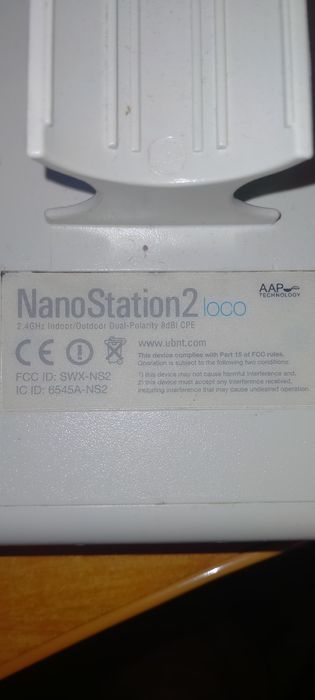 NanoStation2 loco
AAP
TECHNOLOGY
2.4GHz Indoor/Outdoor Dual-Polarity 8dBi CPE
CE
www.ubnt.com
This device complies with Part 15 of FCC rules.
Operation is subject to the following two conditions:
1) this device may not cause harmful interference and,
2) this device must accept any interference received,
including interference that may cause undesired operation.
FCC ID: SWX-NS2
IC ID: 6545A-NS2